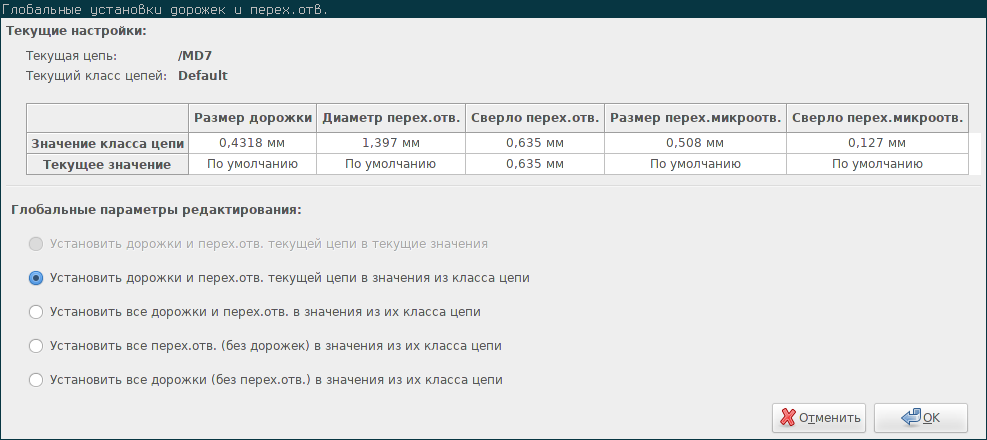 Глобальные установки дорожек и перех.отв.
Текущие настройки:
Текущая цепь: /MD7
Текущий класс цепей: Default
Размер дорожки Диаметр перех.отв. Сверло перех.отв. Размер перех.микроотв. Сверло перех.микроотв.
Значение класса цепи 0,4318 мм 1,397 мм 0,635 мм 0,508 мм 0,127 мм
Текущее значение По умолчанию По умолчанию 0,635 мм По умолчанию По умолчанию
Глобальные параметры редактирования:
Установить дорожки и перех.отв. текущей цепи в текущие значения
Установить дорожки и перех.отв. текущей цепи в значения из класса цепи
Установить все дорожки и перех.отв. в значения из их класса цепи
Установить все перех.отв. (без дорожек) в значения из их класса цепи
Установить все дорожки (без перех.отв.) в значения из их класса цепи
Отменить OK